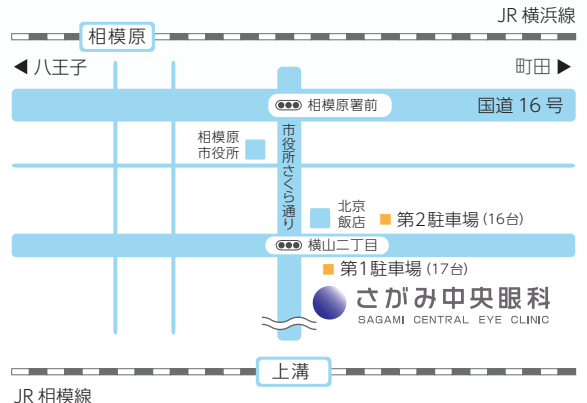 JR 横浜線
相模原
◀ 八王子
町田 ▶
相模原署前
国道 16 号
相模原
市役所
市役所さくら通り
北京
飯店
第2駐車場 (16台)
横山二丁目
第1駐車場 (17台)
さがみ中央眼科
SAGAMI CENTRAL EYE CLINIC
上溝
JR 相模線